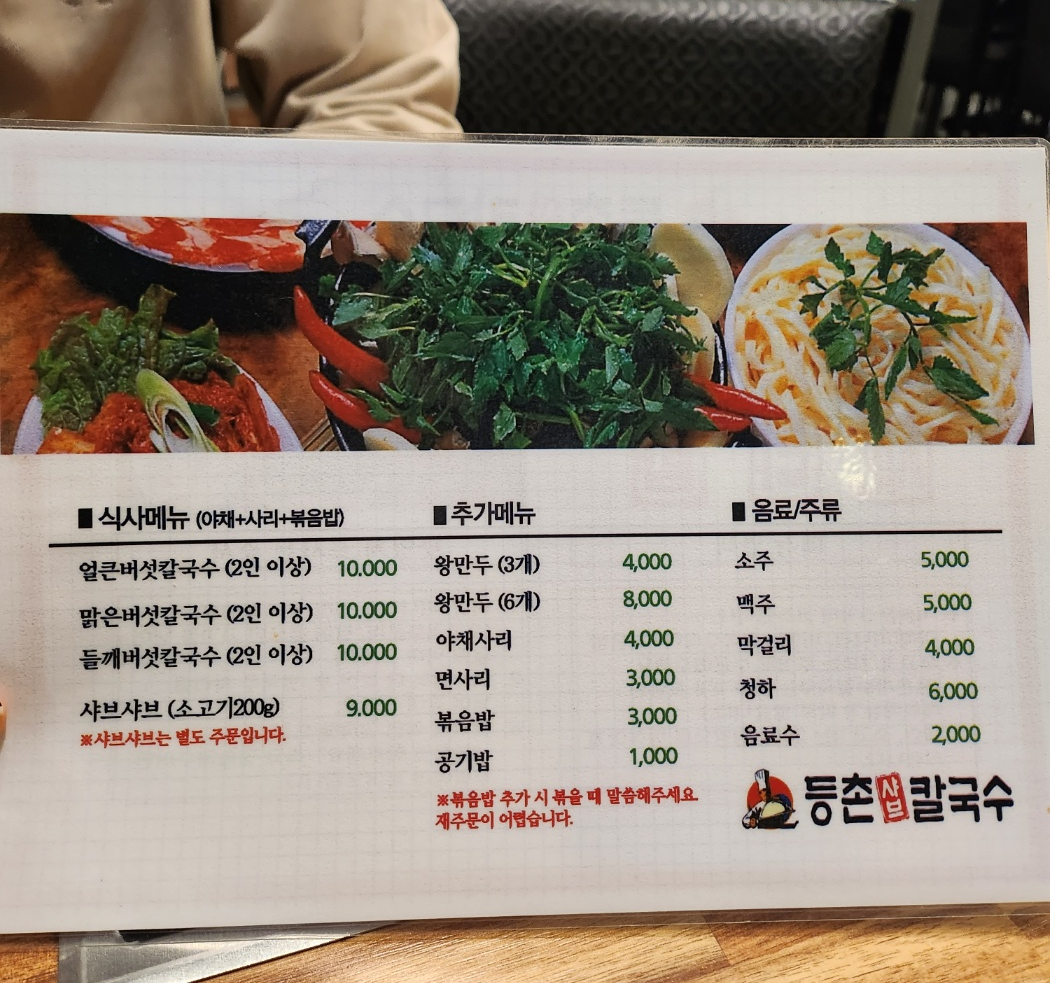 ■ 식사메뉴 (야채+사리+볶음밥)
얼큰버섯칼국수 (2인 이상) 10.000
맑은버섯칼국수 (2인 이상) 10.000
들깨버섯칼국수 (2인 이상) 10.000
샤브샤브 (소고기200g) 9.000
※샤브샤브는 별도 주문입니다.
■ 추가메뉴
왕만두 (3개) 4,000
왕만두 (6개) 8,000
야채사리 4,000
면사리 3,000
볶음밥 3,000
공기밥 1,000
※볶음밥 추가 시 볶을 때 말씀해주세요.
재주문이 어렵습니다.
■ 음료/주류
소주 5,000
맥주 5,000
막걸리 4,000
청하 6,000
음료수 2,000
등촌샤브칼국수